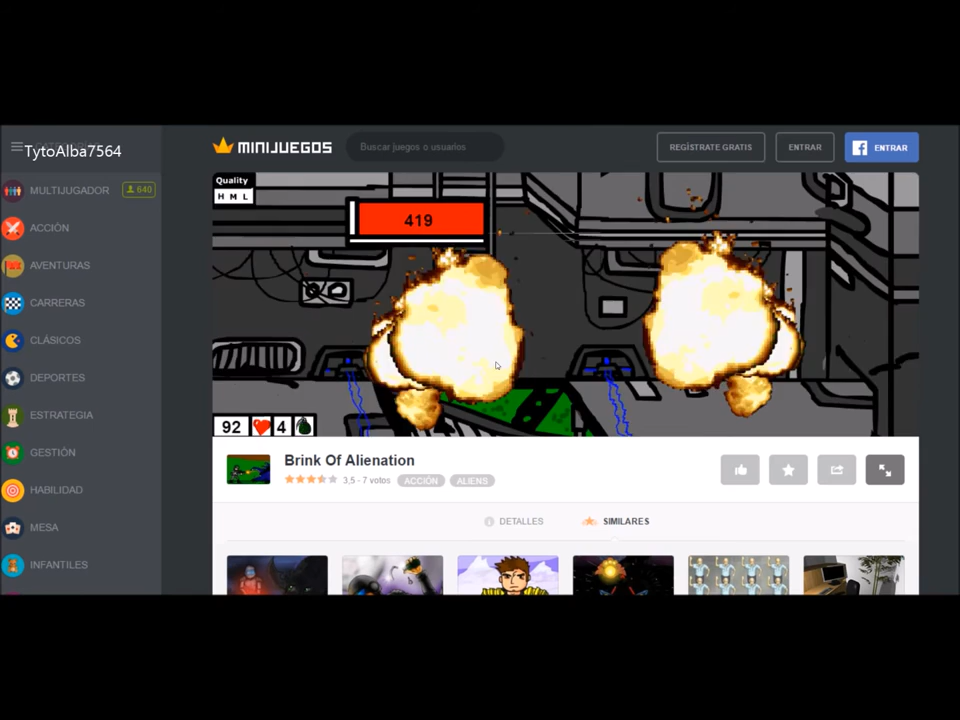 TytoAlba7564
MINIJUEGOS
Buscar juegos o usuarios
REGÍSTRATE GRATIS
ENTRAR
ENTRAR
MULTIJUGADOR
640
ACCIÓN
AVENTURAS
CARRERAS
CLÁSICOS
DEPORTES
ESTRATEGIA
GESTIÓN
HABILIDAD
MESA
INFANTILES
Quality
H M L
419
92
4
Brink Of Alienation
3,5 - 7 votos
ACCIÓN
ALIENS
DETALLES
SIMILARES